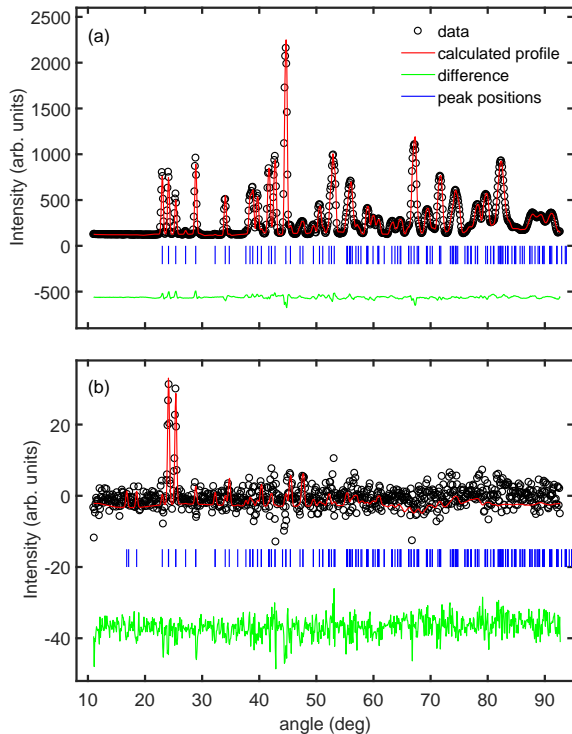 (a)
data
calculated profile
difference
peak positions
2500
2000
1500
1000
500
0
-500
Intensity (arb. units)
(b)
20
0
-20
-40
Intensity (arb. units)
10 20 30 40 50 60 70 80 90
angle (deg)